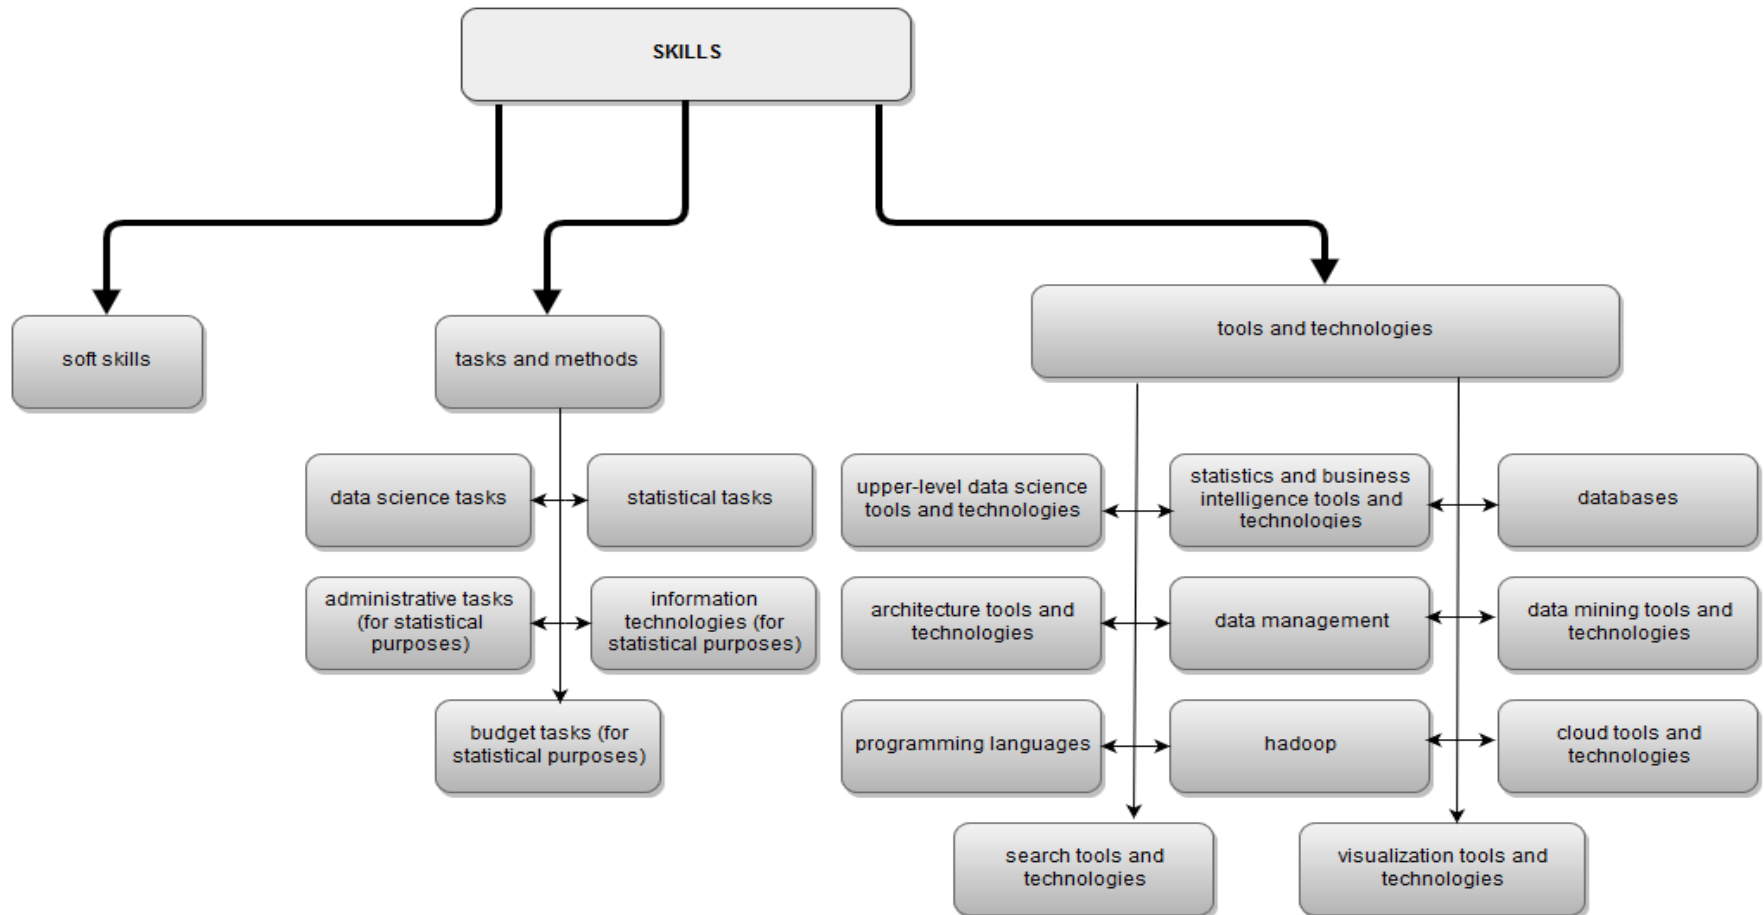 SKILLS
soft skills
tasks and methods
tools and technologies
data science tasks
statistical tasks
administrative tasks
(for statistical
purposes)
information
technologies (for
statistical purposes)
budget tasks (for
statistical purposes)
upper-level data science
tools and technologies
statistics and business
intelligence tools and
technologies
databases
architecture tools and
technologies
data management
data mining tools and
technologies
programming languages
hadoop
cloud tools and
technologies
search tools and
technologies
visualization tools and
technologies